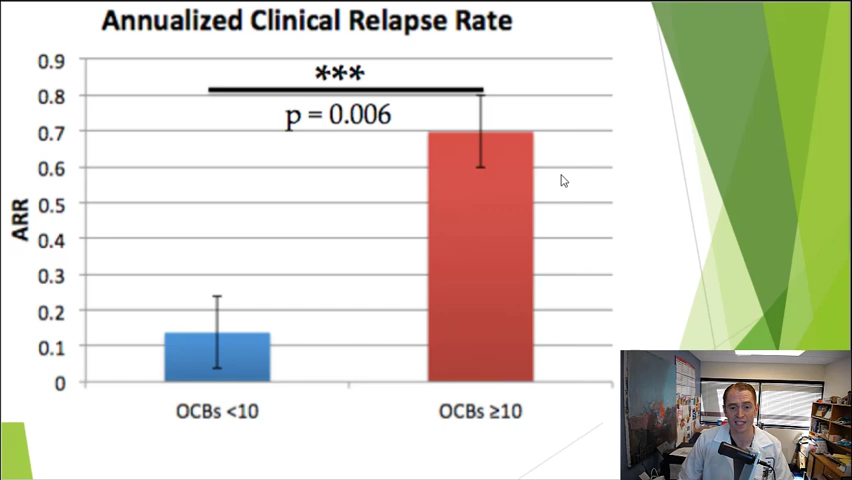 Annualized Clinical Relapse Rate
***
p = 0.006
ARR
0.9
0.8
0.7
0.6
0.5
0.4
0.3
0.2
0.1
0
OCBs <10
OCBs ≥10